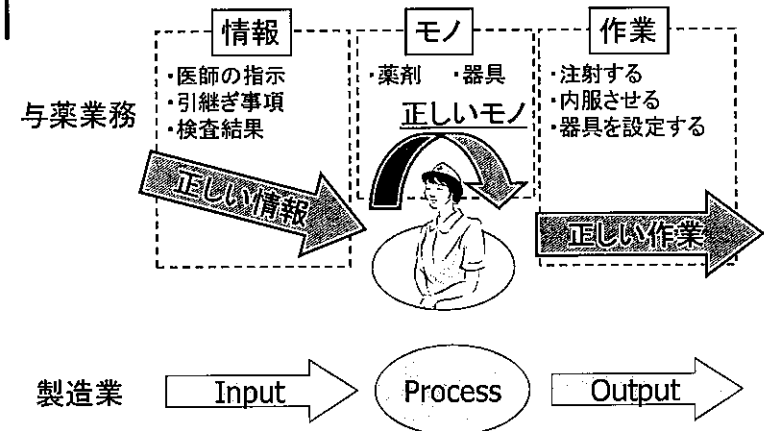 情報
・医師の指示
・引継ぎ事項
・検査結果
モノ
・薬剤 ・器具
正しいモノ
作業
・注射する
・内服させる
・器具を設定する
与薬業務
正しい情報
正しい作業
製造業
Input
Process
Output